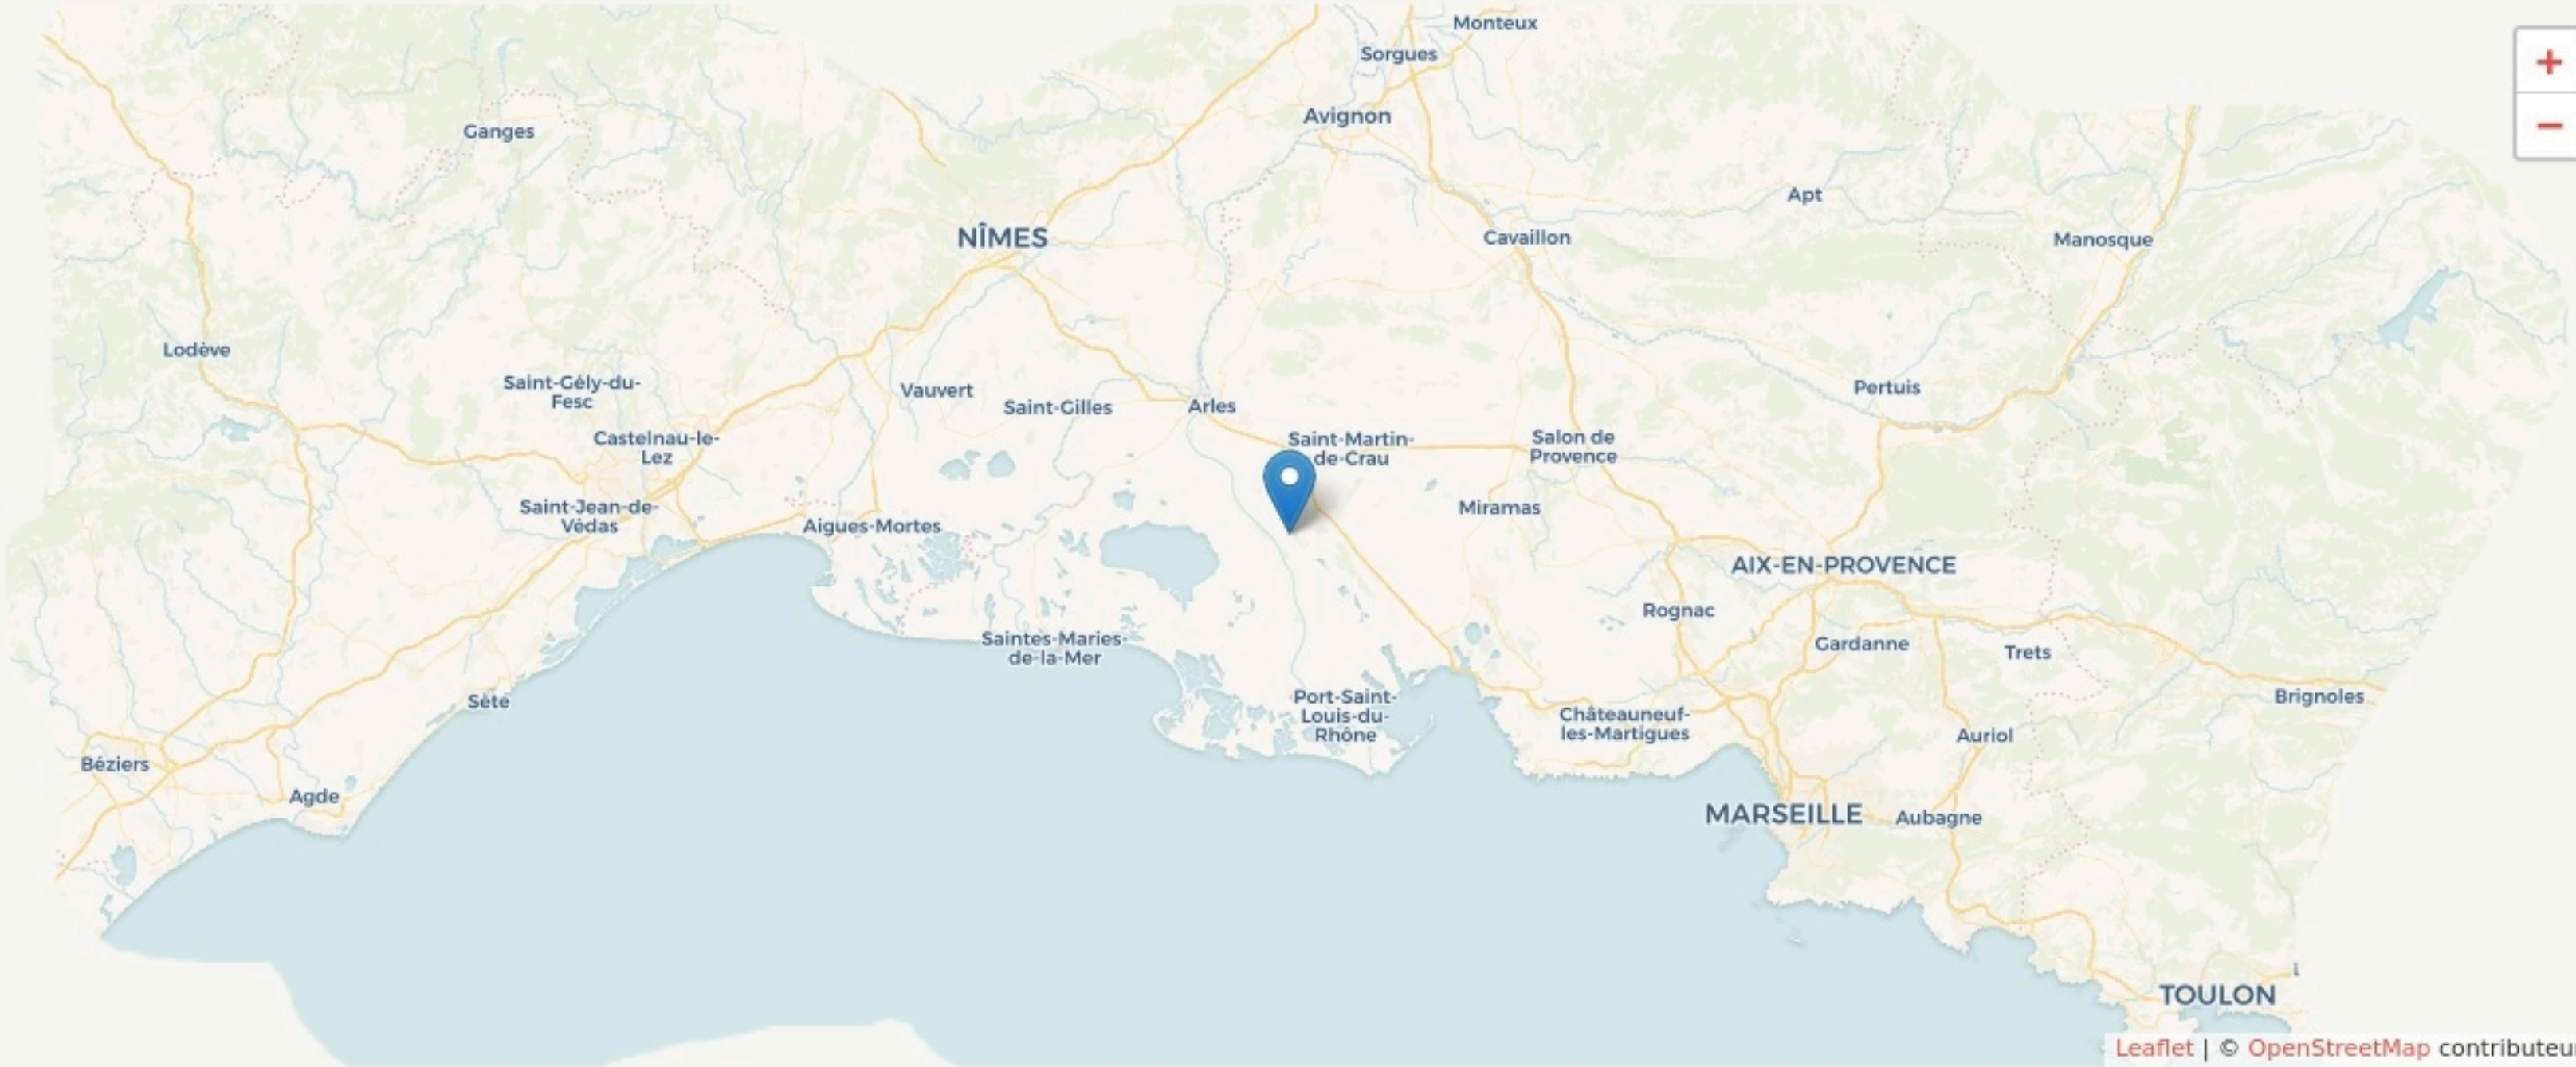 Monteux
Sorgues
Avignon
Ganges
Apt
NÎMES
Cavaillon
Manosque
Lodève
Saint-Gély-du-
Fesc
Vauvert
Saint-Gilles
Arles
Pertuis
Castelnau-le-
Lez
Saint-Martin-
de-Crau
Salon de
Provence
Saint-Jean-de-
Védas
Aigues-Mortes
Miramas
AIX-EN-PROVENCE
Rognac
Saintes-Maries-
de-la-Mer
Gardanne
Trets
Sète
Port-Saint-
Louis-du-
Rhône
Châteauneuf-
les-Martigues
Brignoles
Auriol
Béziers
Agde
MARSEILLE
Aubagne
TOULON
+
−
Leaflet | © OpenStreetMap contributeu